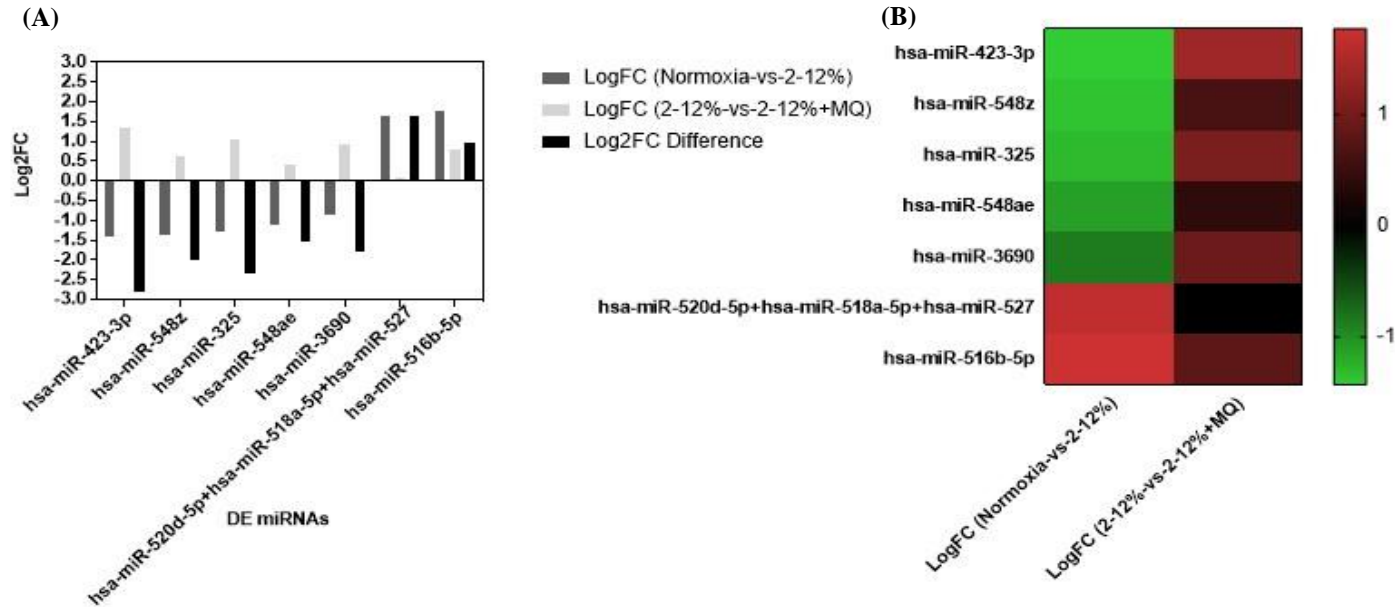 (A)
3.0
2.5
2.0
1.5
1.0
0.5
0.0
-0.5
-1.0
-1.5
-2.0
-2.5
-3.0
Log2FC
hsa-miR-423-3p
hsa-miR-548z
hsa-miR-325
hsa-miR-548ae
hsa-miR-3690
hsa-miR-520d-5p+hsa-miR-518a-5p+hsa-miR-527
hsa-miR-516b-5p
DE miRNAs
LogFC (Normoxia-vs-2-12%)
LogFC (2-12%-vs-2-12%+MQ)
Log2FC Difference
(B)
hsa-miR-423-3p
hsa-miR-548z
hsa-miR-325
hsa-miR-548ae
hsa-miR-3690
hsa-miR-520d-5p+hsa-miR-518a-5p+hsa-miR-527
hsa-miR-516b-5p
LogFC (Normoxia-vs-2-12%)
LogFC (2-12%-vs-2-12%+MQ)
1
0
-1